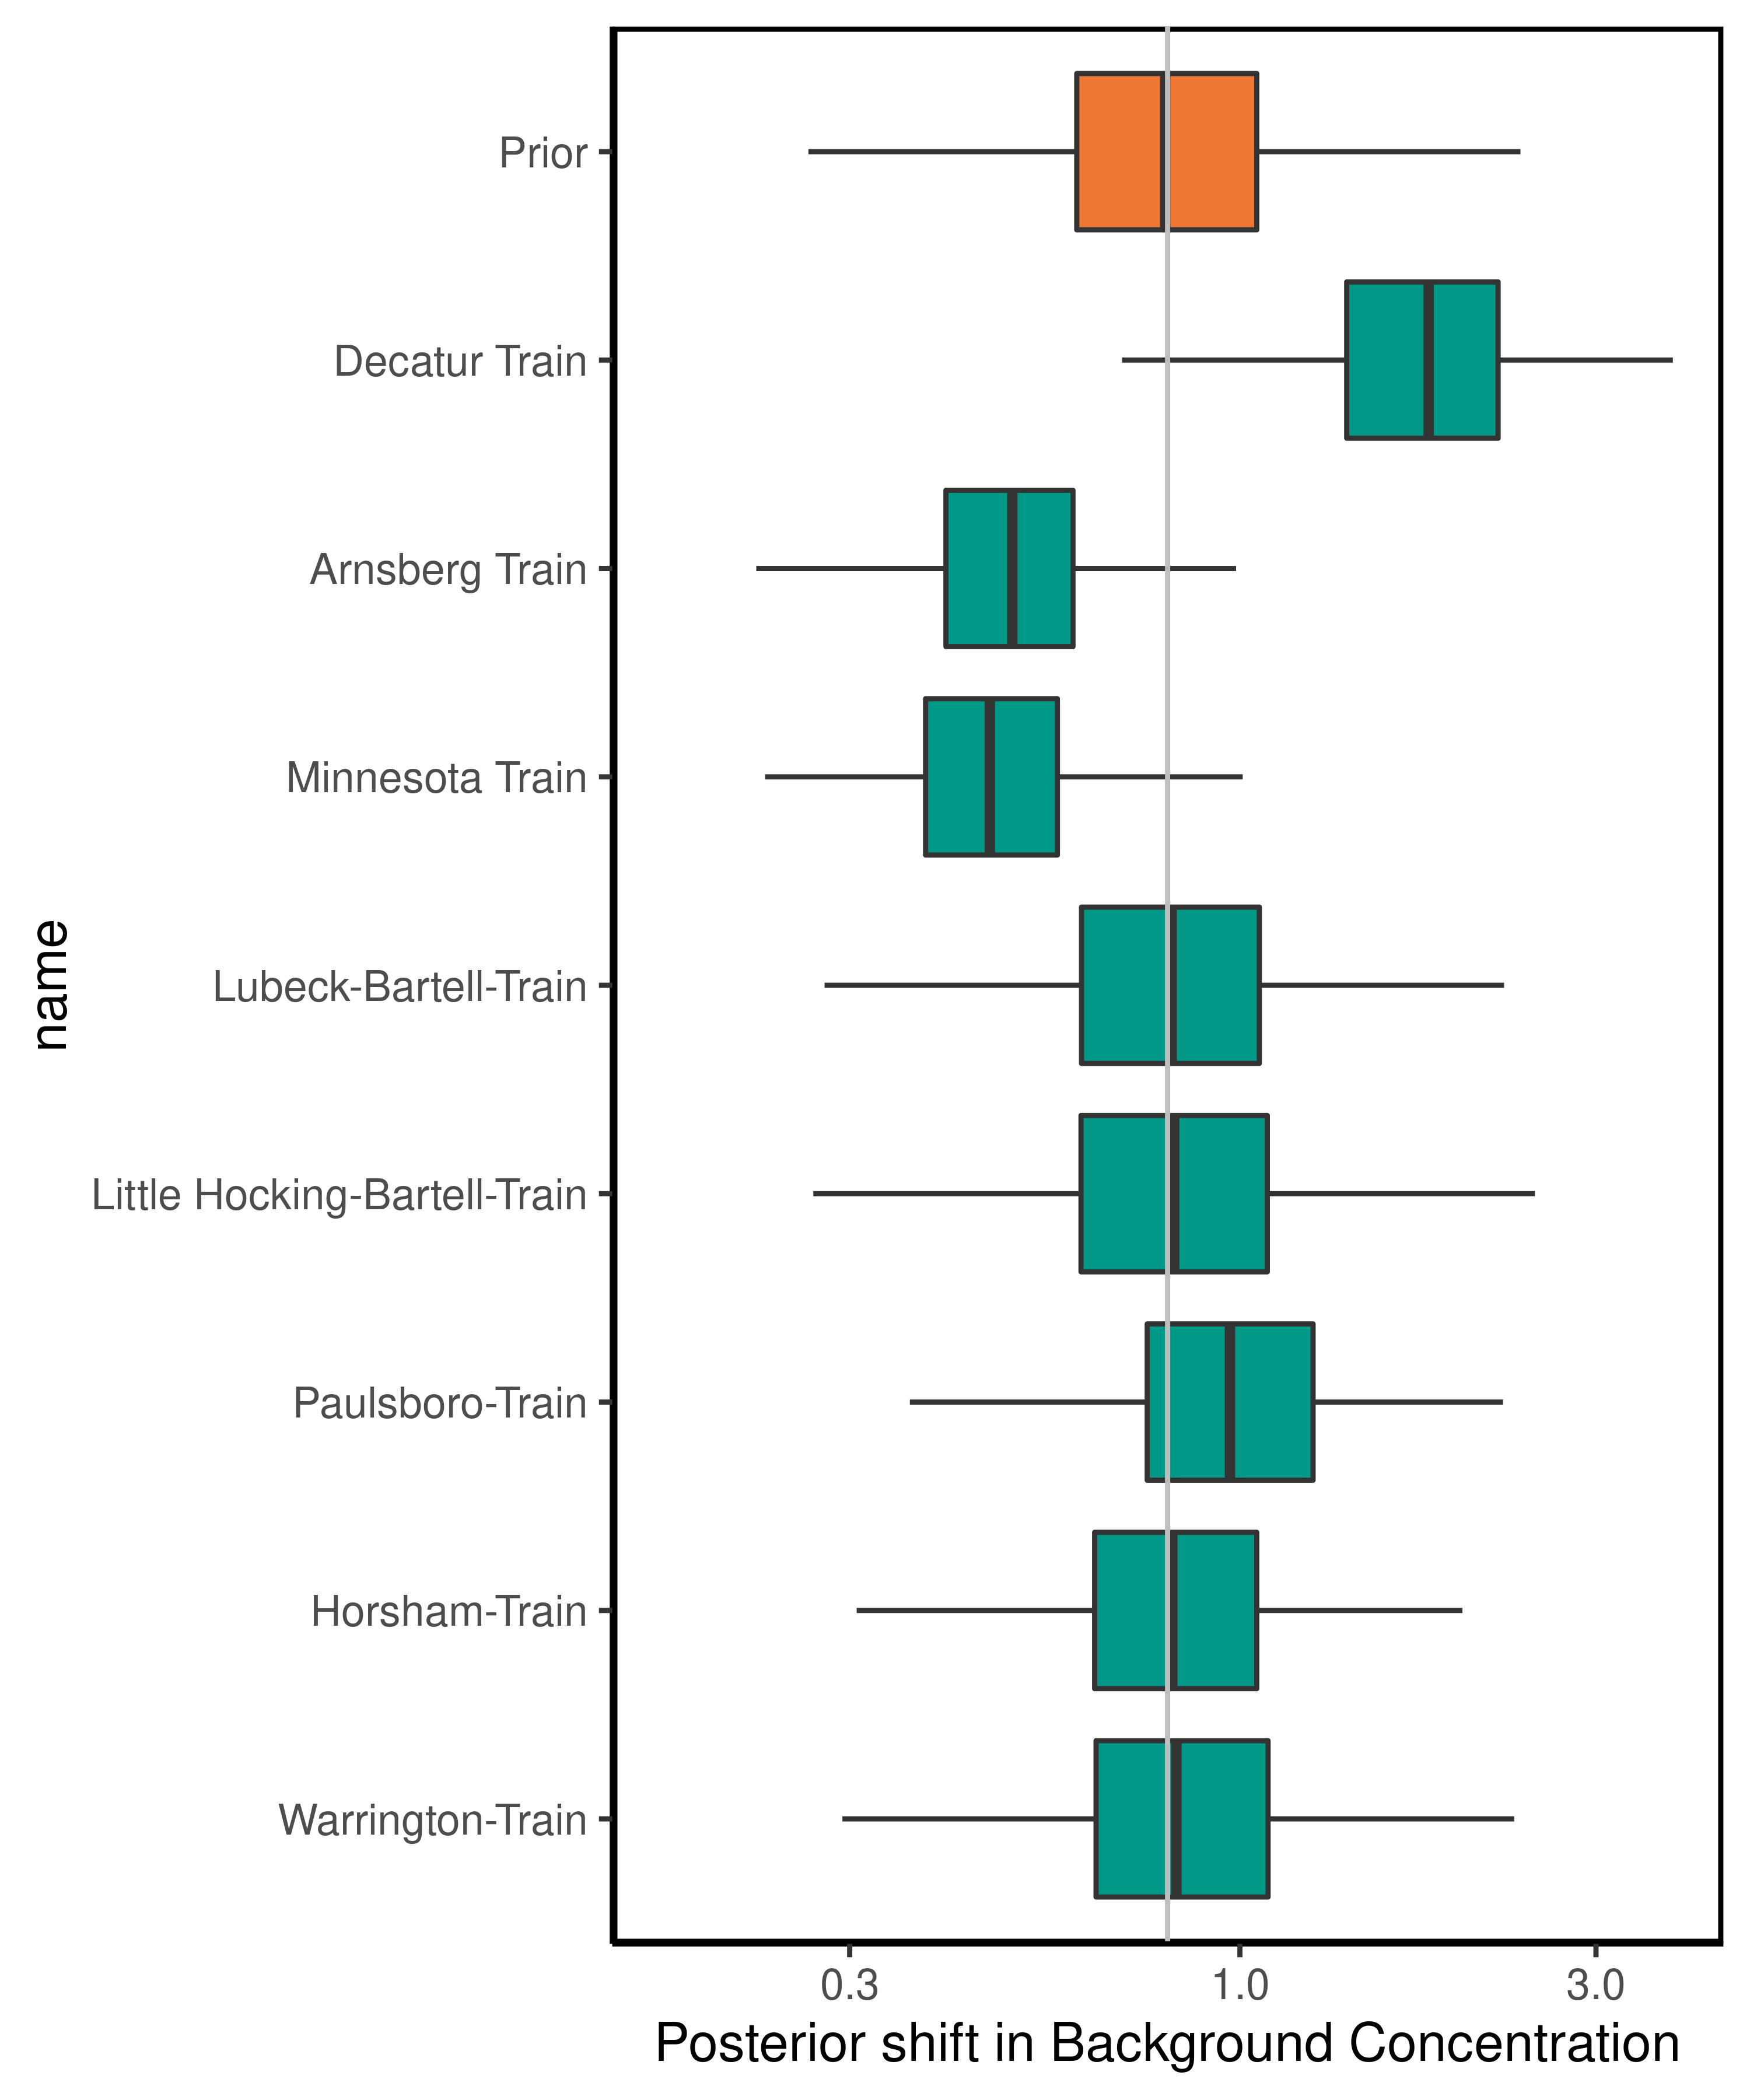 Prior
Decatur Train
Arnsberg Train
Minnesota Train
Lubeck-Bartell-Train
Little Hocking-Bartell-Train
Paulsboro-Train
Horsham-Train
Warrington-Train
name
0.3 1.0 3.0
Posterior shift in Background Concentration